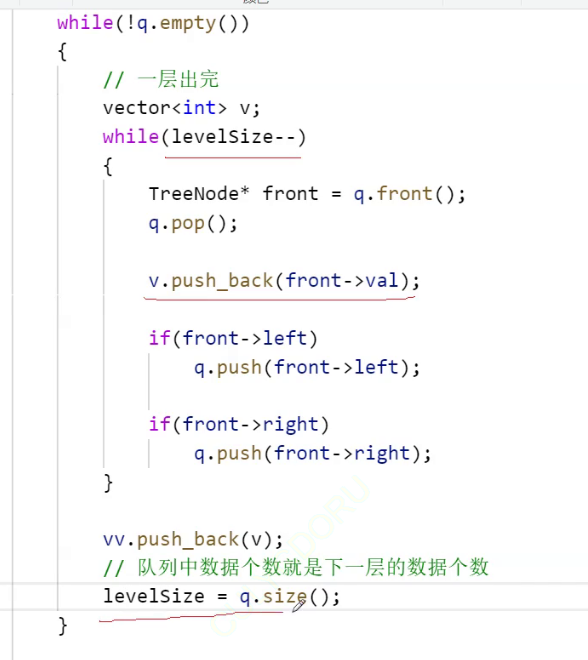 while(!q.empty())
{
// 一层出完
vector<int> v;
while(levelSize--)
{
TreeNode* front = q.front();
q.pop();
v.push_back(front->val);
if(front->left)
q.push(front->left);
if(front->right)
q.push(front->right);
}
vv.push_back(v);
// 队列中数据个数就是下一层的数据个数
levelSize = q.size();
}